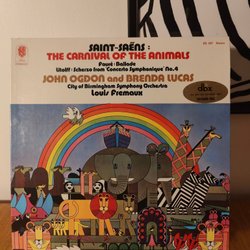 SAINT-SAËNS :
THE CARNIVAL OF THE ANIMALS
Fauré : Ballade
Litolff : Scherzo from 'Concerto Symphonique' No. 4
JOHN OGDON and BRENDA LUCAS
City of Birmingham Symphony Orchestra
Louis Fremaux
dbx